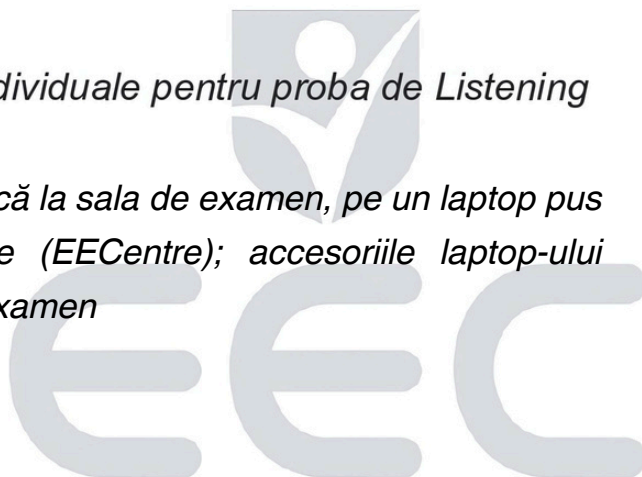 dividuale pentru proba de Listening
că la sala de examen, pe un laptop pus
e (EECentre); accesoriile laptop-ului
xamen
EEC